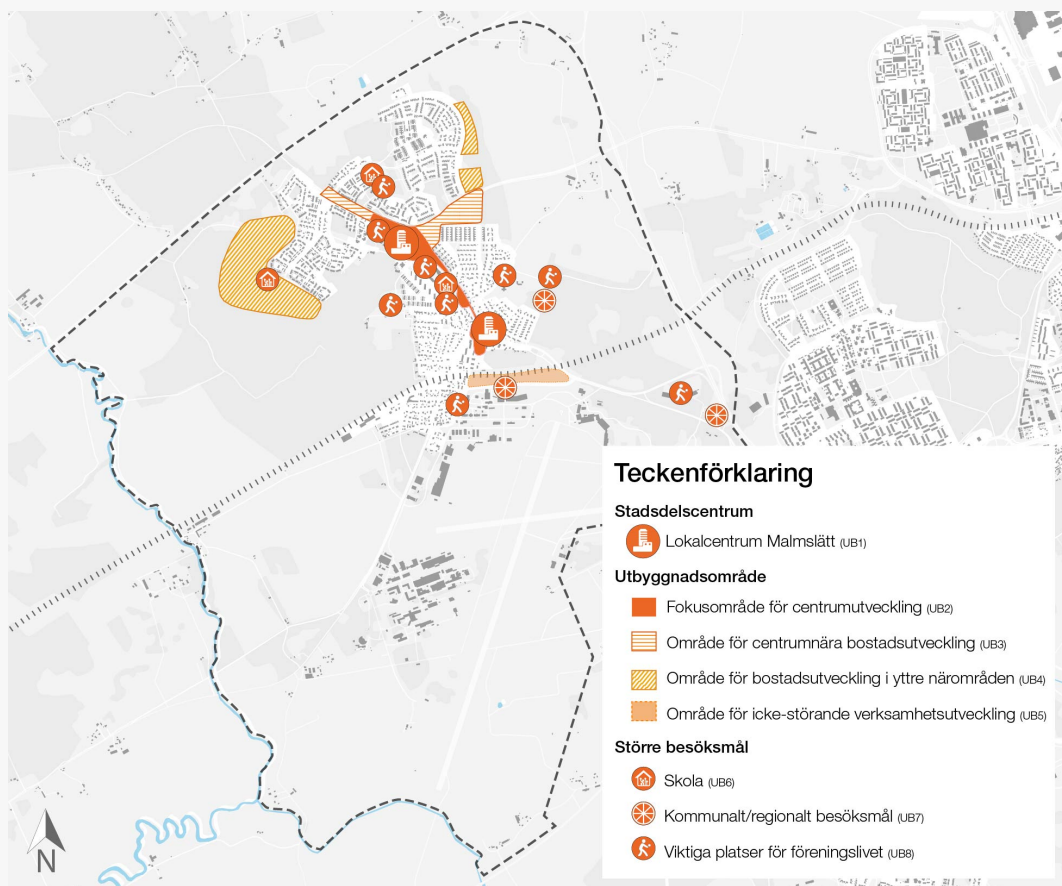 Teckenförklaring
Stadsdelscentrum
Lokalcentrum Malmslätt (UB1)
Utbyggnadsområde
Fokusområde för centrumutveckling (UB2)
Område för centrumnära bostadsutveckling (UB3)
Område för bostadsutveckling i yttre närområden (UB4)
Område för icke-störande verksamhetsutveckling (UB5)
Större besöksmål
Skola (UB6)
Kommunalt/regionalt besöksmål (UB7)
Viktiga platser för föreningslivet (UB8)
N